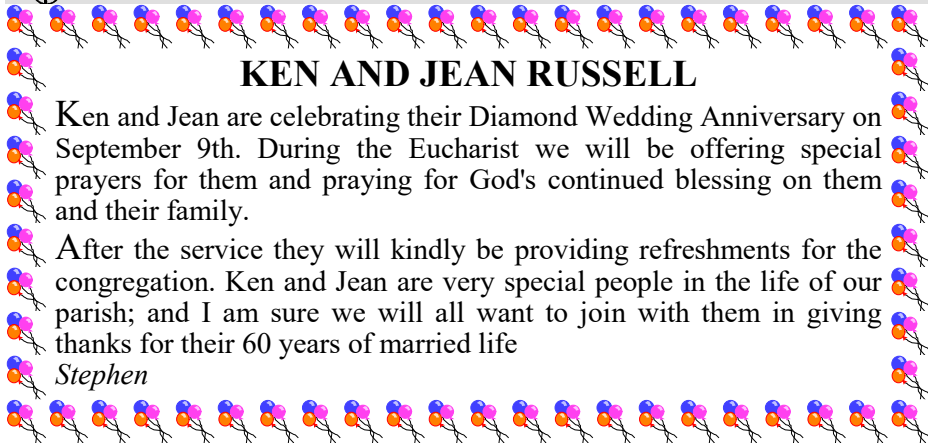 KEN AND JEAN RUSSELL
Ken and Jean are celebrating their Diamond Wedding Anniversary on
September 9th. During the Eucharist we will be offering special
prayers for them and praying for God's continued blessing on them
and their family.
After the service they will kindly be providing refreshments for the
congregation. Ken and Jean are very special people in the life of our
parish; and I am sure we will all want to join with them in giving
thanks for their 60 years of married life
Stephen